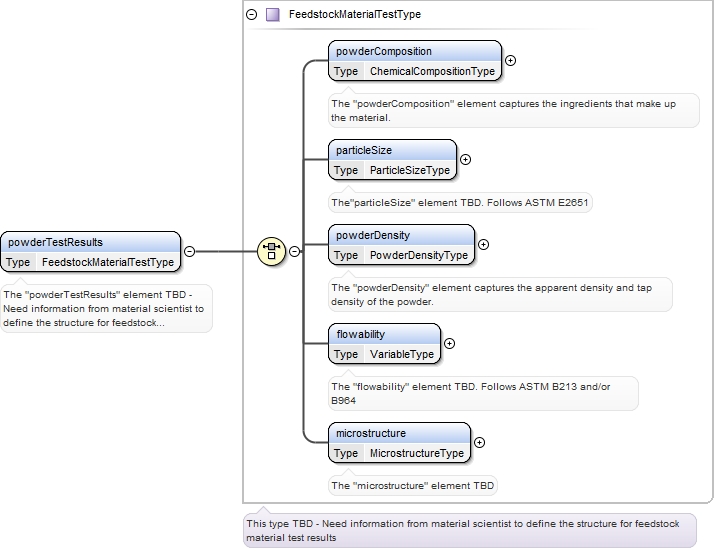 FeedstockMaterialTestType
powderComposition
Type ChemicalCompositionType
The "powderComposition" element captures the ingredients that make up
the material.
particleSize
Type ParticleSizeType
The"particleSize" element TBD. Follows ASTM E2651
powderTestResults
Type FeedstockMaterialTestType
The "powderTestResults" element TBD -
Need information from material scientist to
define the structure for feedstock...
powderDensity
Type PowderDensityType
The "powderDensity" element captures the apparent density and tap
density of the powder.
flowability
Type VariableType
The "flowability" element TBD. Follows ASTM B213 and/or
B964
microstructure
Type MicrostructureType
The "microstructure" element TBD
This type TBD - Need information from material scientist to define the structure for feedstock
material test results